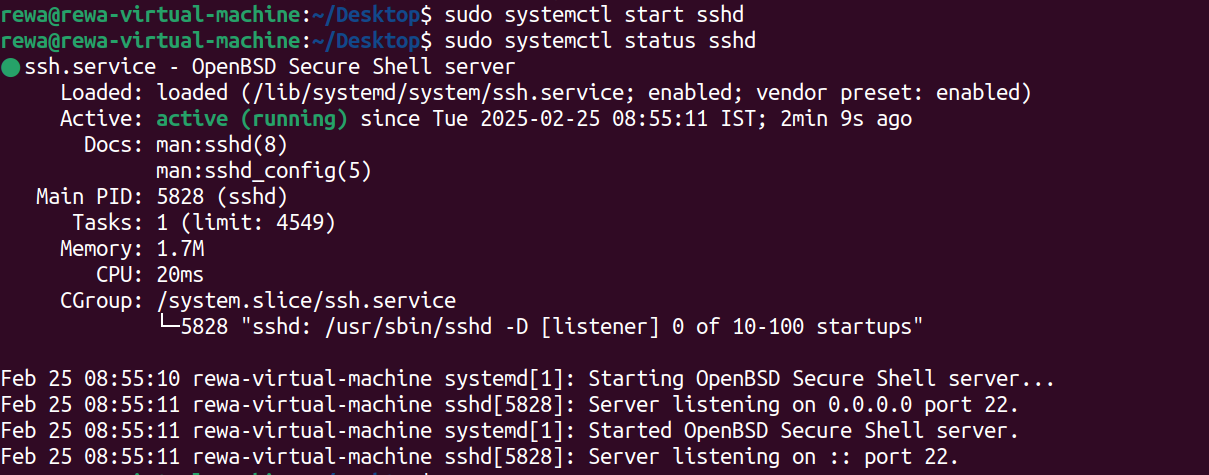 rewa@rewa-virtual-machine:~/Desktop$ sudo systemctl start sshd
rewa@rewa-virtual-machine:~/Desktop$ sudo systemctl status sshd
● ssh.service - OpenBSD Secure Shell server
     Loaded: loaded (/lib/systemd/system/ssh.service; enabled; vendor preset: enabled)
     Active: active (running) since Tue 2025-02-25 08:55:11 IST; 2min 9s ago
       Docs: man:sshd(8)
             man:sshd_config(5)
   Main PID: 5828 (sshd)
      Tasks: 1 (limit: 4549)
     Memory: 1.7M
        CPU: 20ms
     CGroup: /system.slice/ssh.service
             └─5828 "sshd: /usr/sbin/sshd -D [listener] 0 of 10-100 startups"
Feb 25 08:55:10 rewa-virtual-machine systemd[1]: Starting OpenBSD Secure Shell server...
Feb 25 08:55:11 rewa-virtual-machine sshd[5828]: Server listening on 0.0.0.0 port 22.
Feb 25 08:55:11 rewa-virtual-machine systemd[1]: Started OpenBSD Secure Shell server.
Feb 25 08:55:11 rewa-virtual-machine sshd[5828]: Server listening on :: port 22.